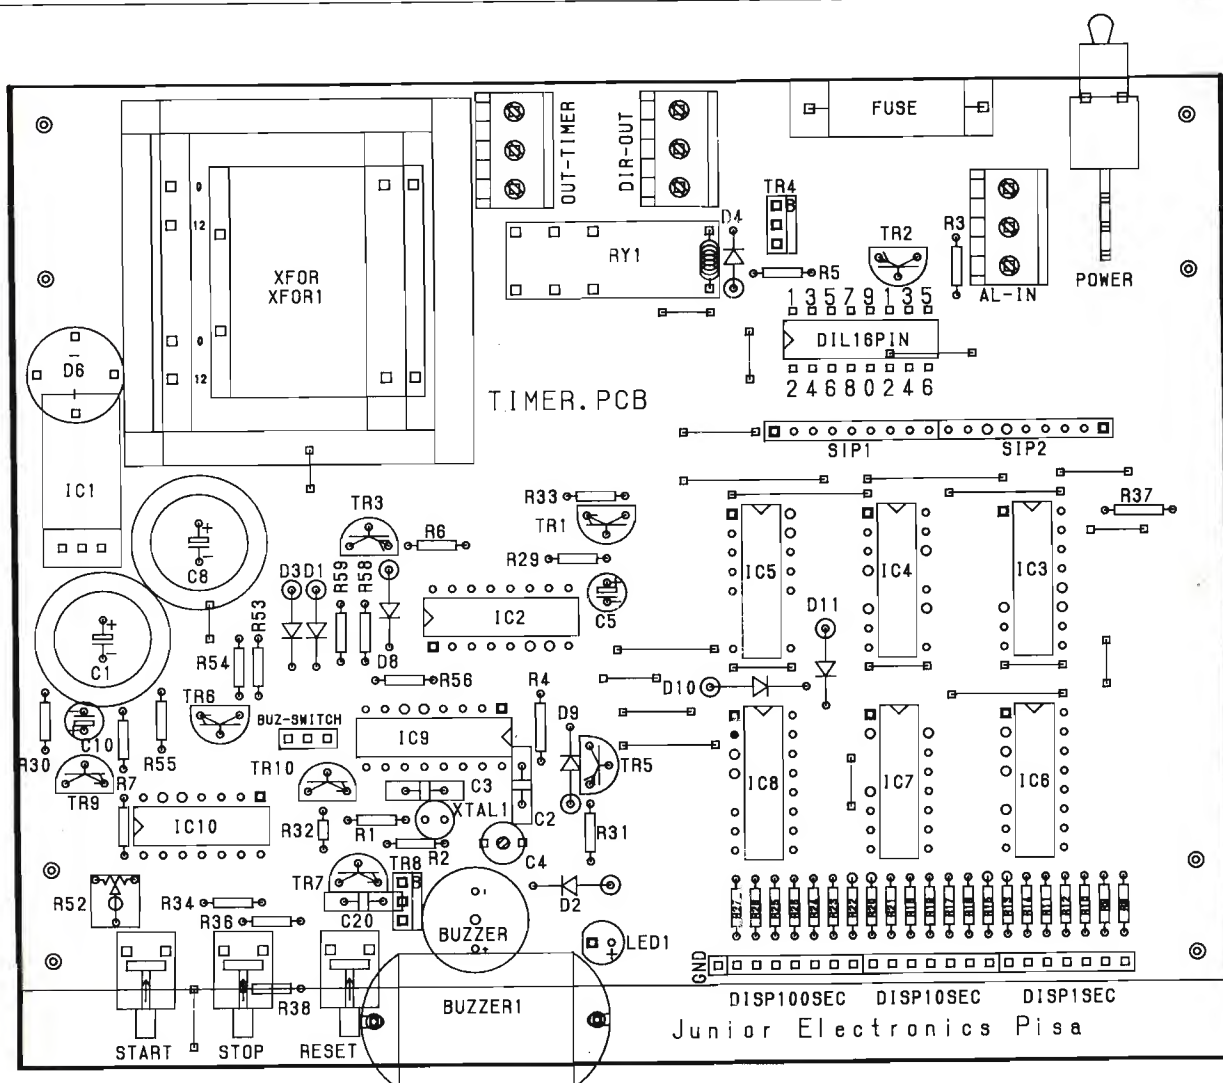 FUSE
OUT-TIMER
DIR-OUT
TR4
B
0
12
D4
TR2
R3
XFOR
XFOR1
RY1
R5
POWER
AL-IN
1 3 5 7 9 1 3 5
0
DIL16PIN
D6
12
2 4 6 8 0 2 4 6
TIMER.PCB
SIP1
SIP2
IC1
R33
R37
TR3
TR1
R6
R29
C8
D3
D1
R59
R58
IC5
IC4
IC3
C5
D11
IC2
R53
R54
D8
C1
R56
R4
D10
TR6
BUZ-SWITCH
D9
C10
IC9
R30
R7
R55
TR10
TR5
TR9
C3
IC8
IC7
IC6
XTAL1
C2
IC10
R32
R1
R31
R2
C4
TR8
B
TR7
R52
R34
D2
C20
R36
BUZZER
LED1
GND
R38
BUZZER1
DISP100SEC
DISP10SEC
DISP1SEC
Junior Electronics Pisa
START
STOP
RESET